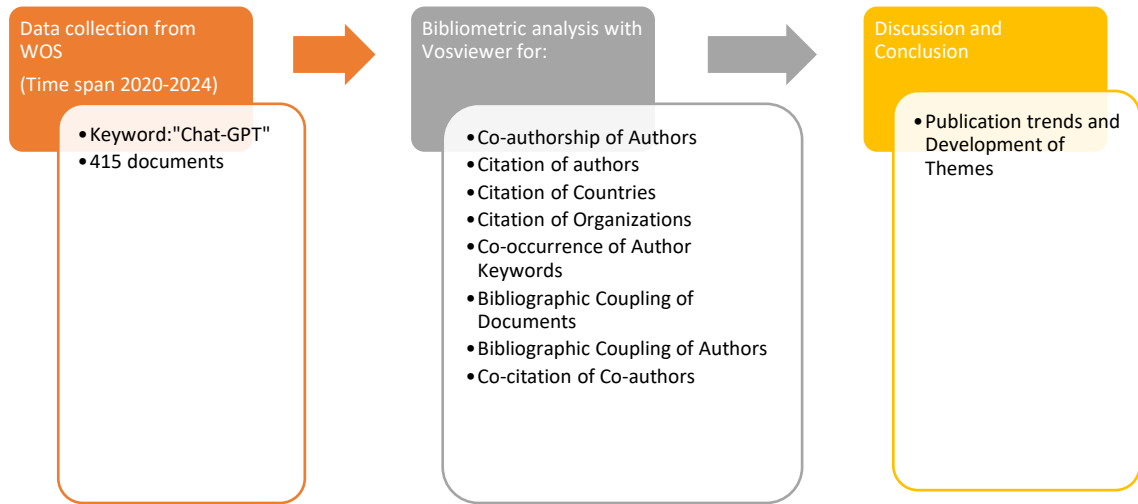 Data collection from
WOS
(Time span 2020-2024)
•Keyword:"Chat-GPT"
•415 documents
Bibliometric analysis with
Vosviewer for:
•Co-authorship of Authors
•Citation of authors
•Citation of Countries
•Citation of Organizations
•Co-occurrence of Author
Keywords
•Bibliographic Coupling of
Documents
•Bibliographic Coupling of Authors
•Co-citation of Co-authors
Discussion and
Conclusion
•Publication trends and
Development of
Themes